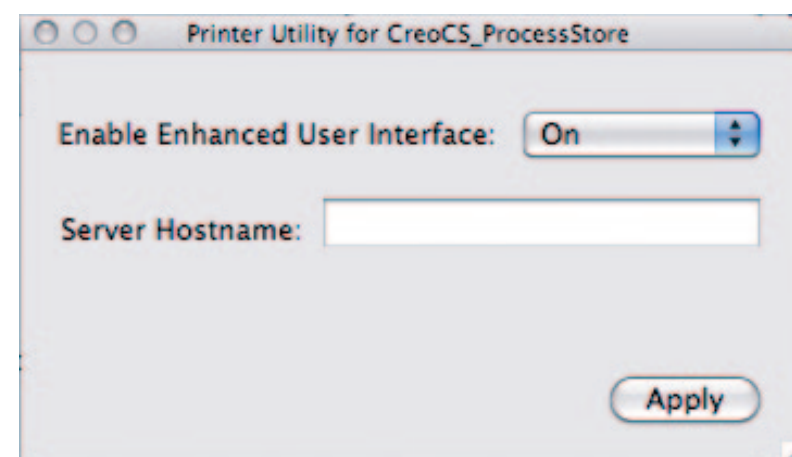 Printer Utility for CreoCS_ProcessStore
Enable Enhanced User Interface: On
Server Hostname:
Apply